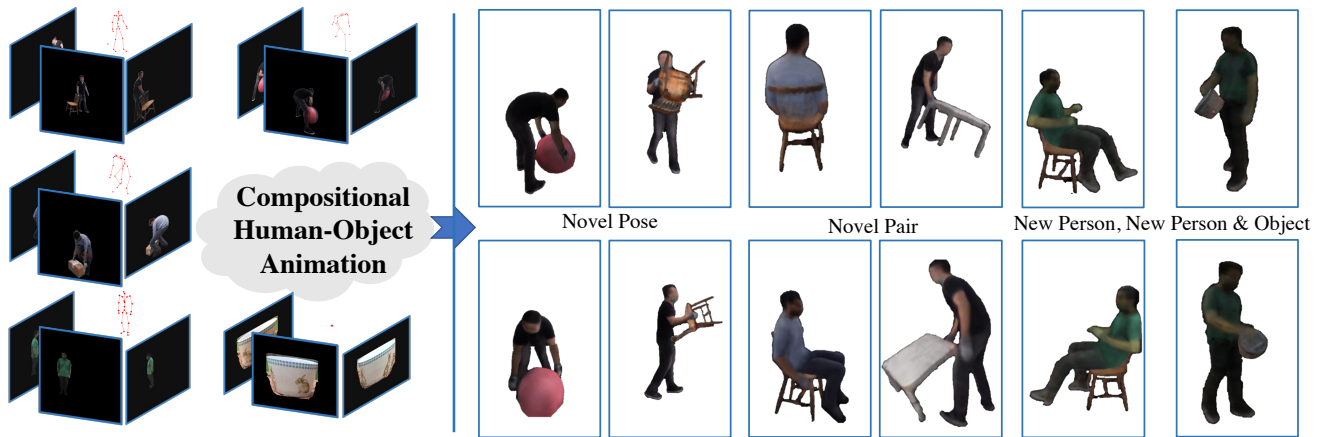 Compositional
Human-Object
Animation
Novel Pose
Novel Pair
New Person, New Person & Object